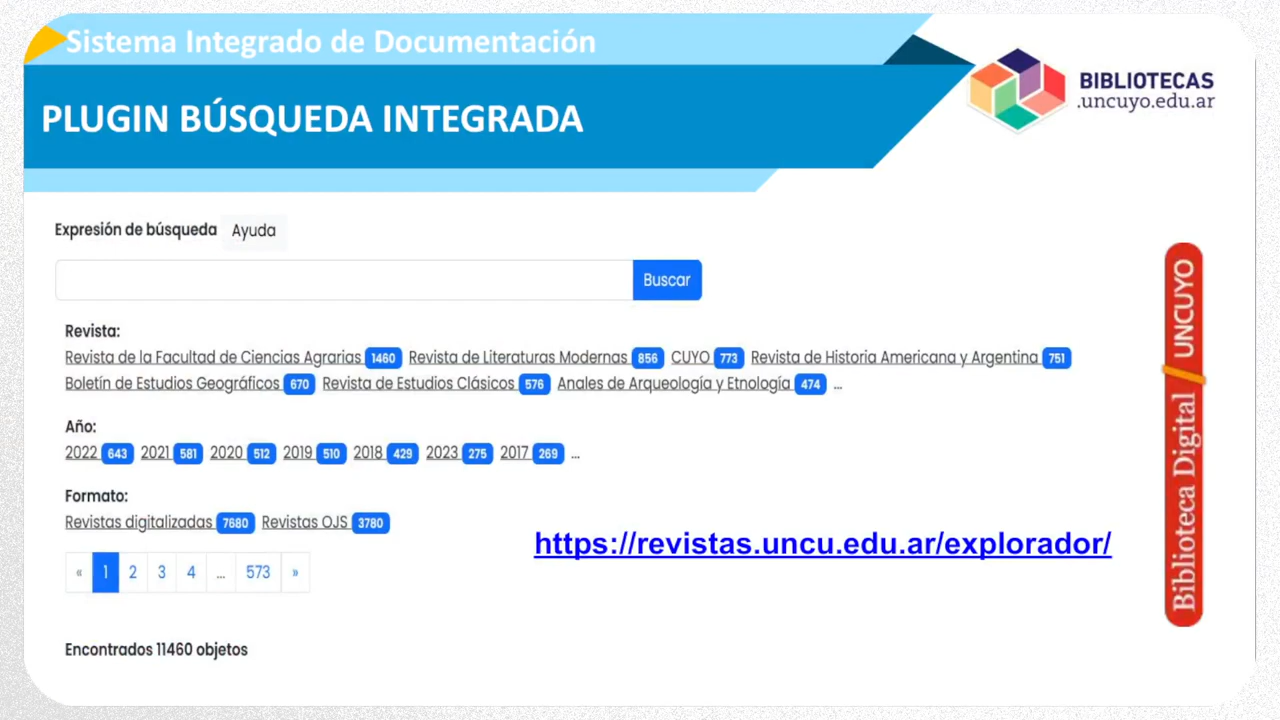 Sistema Integrado de Documentación
PLUGIN BÚSQUEDA INTEGRADA
BIBLIOTECAS
.uncuyo.edu.ar
Expresión de búsqueda Ayuda
Buscar
Revista:
Revista de la Facultad de Ciencias Agrarias 1460 Revista de Literaturas Modernas 856 CUYO 773 Revista de Historia Americana y Argentina 751
Boletín de Estudios Geográficos 670 Revista de Estudios Clásicos 576 Anales de Arqueología y Etnología 474 ...
Año:
2022 643 2021 581 2020 512 2019 510 2018 429 2023 275 2017 269 ...
Formato:
Revistas digitalizadas 7680 Revistas OJS 3780
https://revistas.uncu.edu.ar/explorador/
« 1 2 3 4 ... 573 »
Encontrados 11460 objetos
Biblioteca Digital / UNCUYO